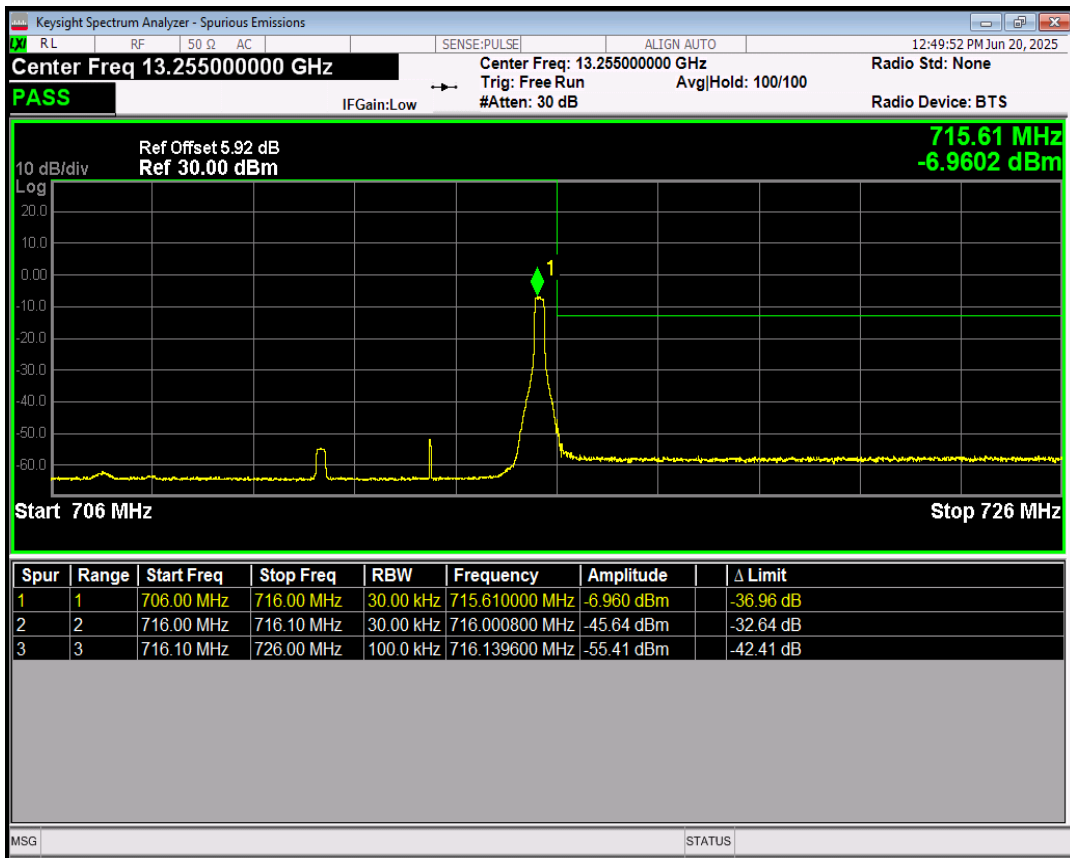 Keysight Spectrum Analyzer - Spurious Emissions
LXI RL RF 50 Ω AC SENSE:PULSE ALIGN AUTO 12:49:52 PM Jun 20, 2025
Center Freq 13.255000000 GHz Center Freq: 13.255000000 GHz Radio Std: None
Trig: Free Run Avg|Hold: 100/100
PASS IFGain:Low #Atten: 30 dB Radio Device: BTS
715.61 MHz
-6.9602 dBm
Ref Offset 5.92 dB
10 dB/div Ref 30.00 dBm
Log
20.0
10.0
1
0.00
-10.0
-20.0
-30.0
-40.0
-50.0
-60.0
Start 706 MHz Stop 726 MHz
Spur Range Start Freq Stop Freq RBW Frequency Amplitude Δ Limit
1 1 706.00 MHz 716.00 MHz 30.00 kHz 715.610000 MHz -6.960 dBm -36.96 dB
2 2 716.00 MHz 716.10 MHz 30.00 kHz 716.000800 MHz -45.64 dBm -32.64 dB
3 3 716.10 MHz 726.00 MHz 100.0 kHz 716.139600 MHz -55.41 dBm -42.41 dB
MSG STATUS